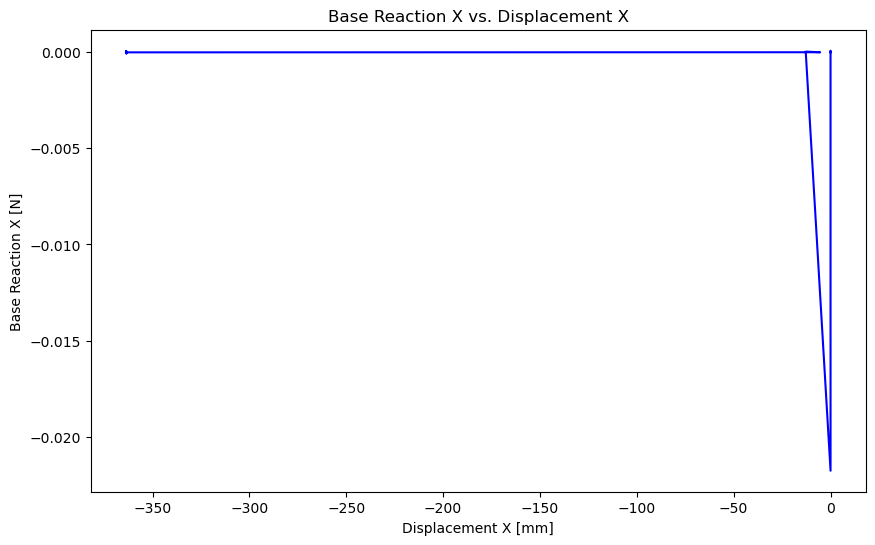 Base Reaction X vs. Displacement X
0.000
−0.005
−0.010
−0.015
−0.020
Base Reaction X [N]
−350 −300 −250 −200 −150 −100 −50 0
Displacement X [mm]